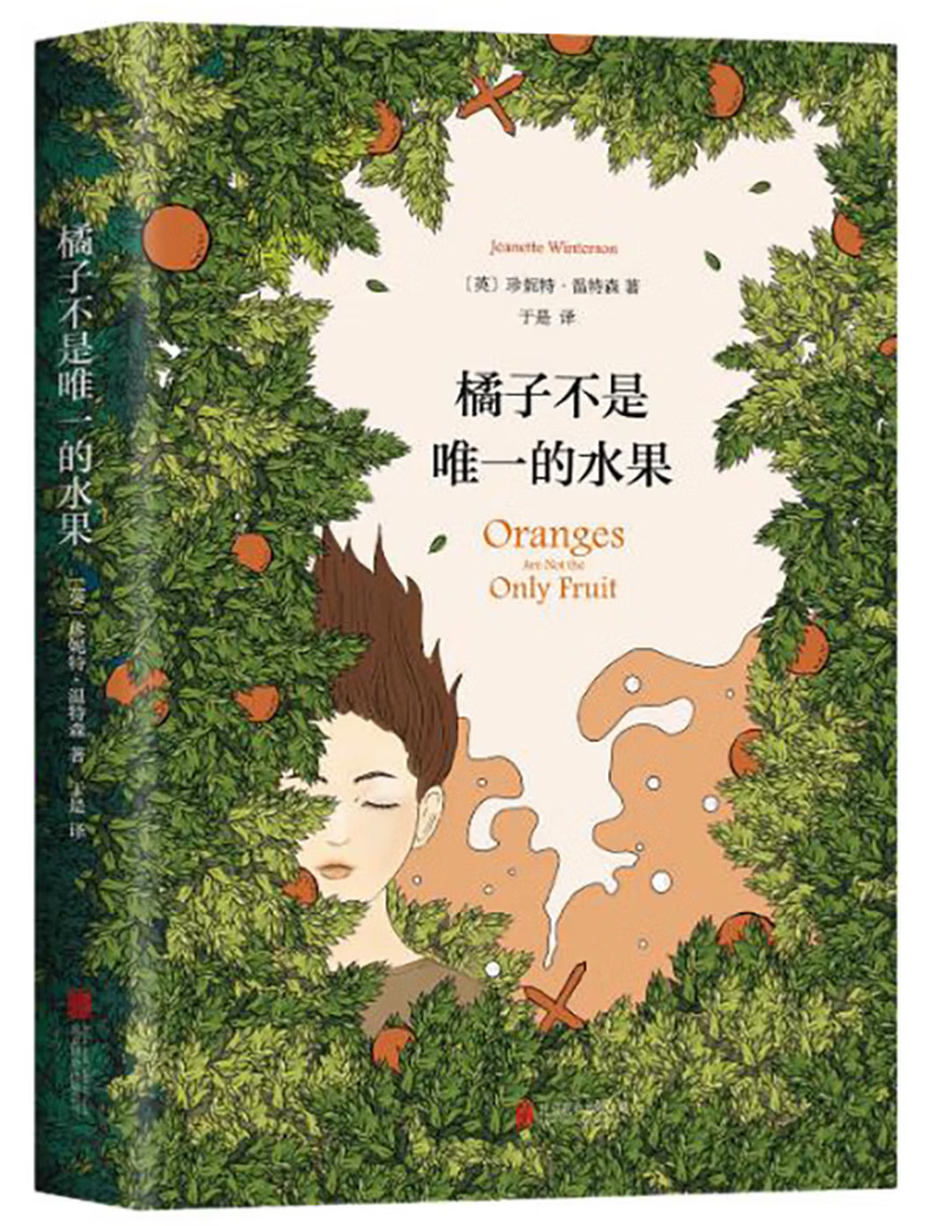 Jeanette Winterson
〔英〕珍妮特·温特森 著
于是 译
橘子不是
唯一的水果
Oranges
Are Not the
Only Fruit
橘子不是唯一的水果
〔英〕珍妮特·温特森 著 于是 译